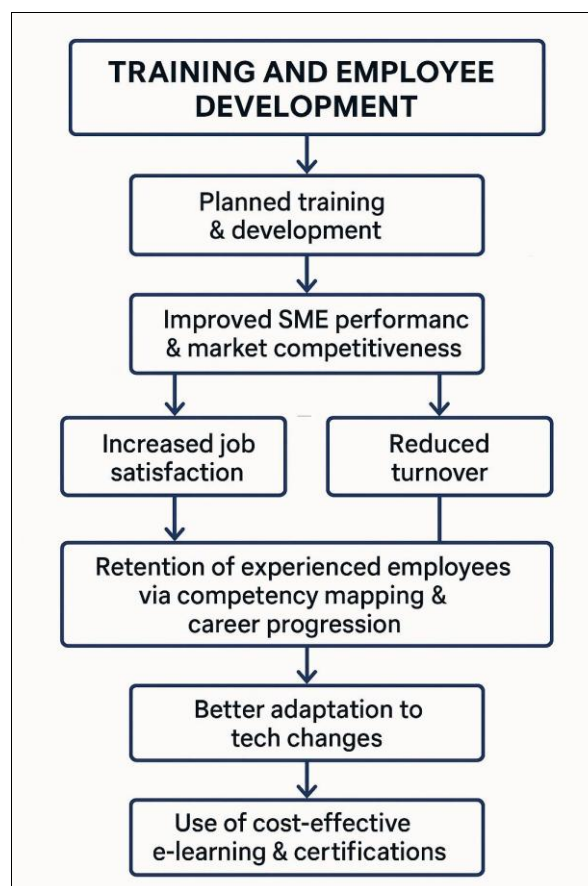 TRAINING AND EMPLOYEE
DEVELOPMENT
Planned training
& development
Improved SME performanc
& market competitiveness
Increased job
satisfaction
Reduced
turnover
Retention of experienced employees
via competency mapping &
career progression
Better adaptation to
tech changes
Use of cost-effective
e-learning & certifications